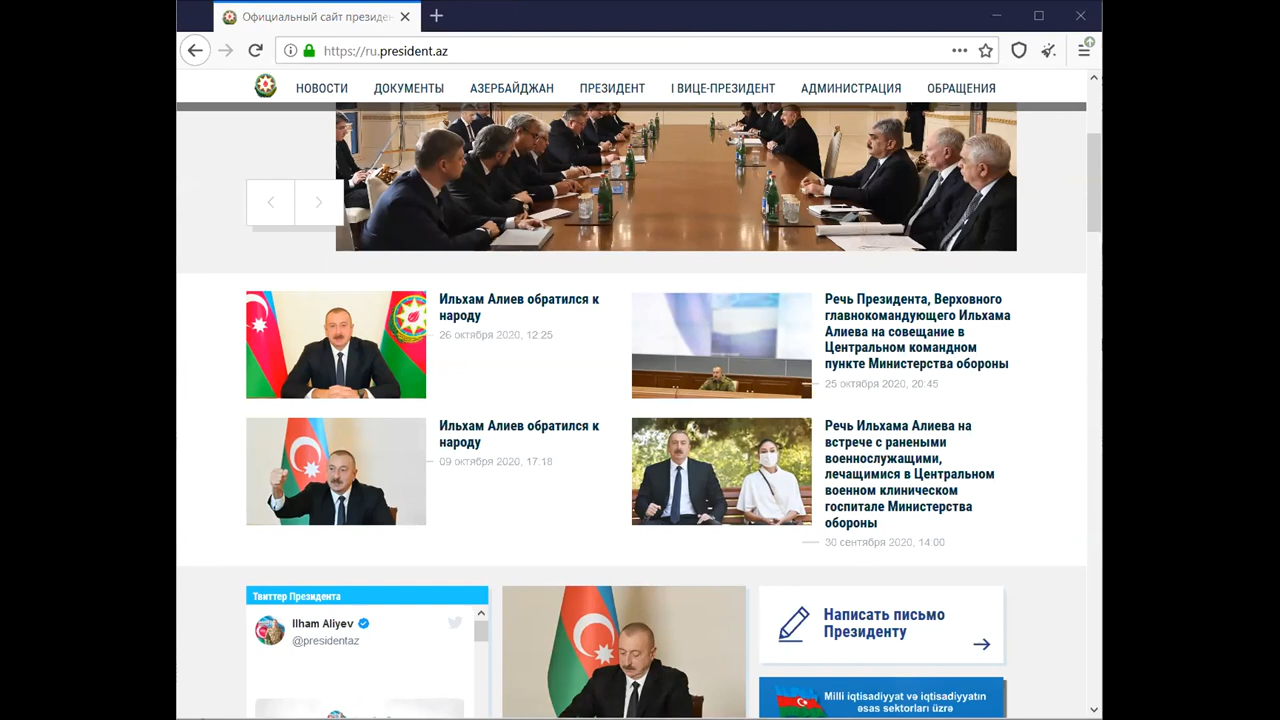 Официальный сайт президен
https://ru.president.az
НОВОСТИ ДОКУМЕНТЫ АЗЕРБАЙДЖАН ПРЕЗИДЕНТ I ВИЦЕ-ПРЕЗИДЕНТ АДМИНИСТРАЦИЯ ОБРАЩЕНИЯ
Ильхам Алиев обратился к
народу
26 октября 2020, 12:25
Речь Президента, Верховного
главнокомандующего Ильхама
Алиева на совещание в
Центральном командном
пункте Министерства обороны
25 октября 2020, 20:45
Ильхам Алиев обратился к
народу
09 октября 2020, 17:18
Речь Ильхама Алиева на
встрече с ранеными
военнослужащими,
лечащимися в Центральном
военном клиническом
госпитале Министерства
обороны
30 сентября 2020, 14:00
Твиттер Президента
Ilham Aliyev
@presidentaz
Написать письмо
Президенту
Milli iqtisadiyyat və iqtisadiyyatın
əsas sektorları üzrə